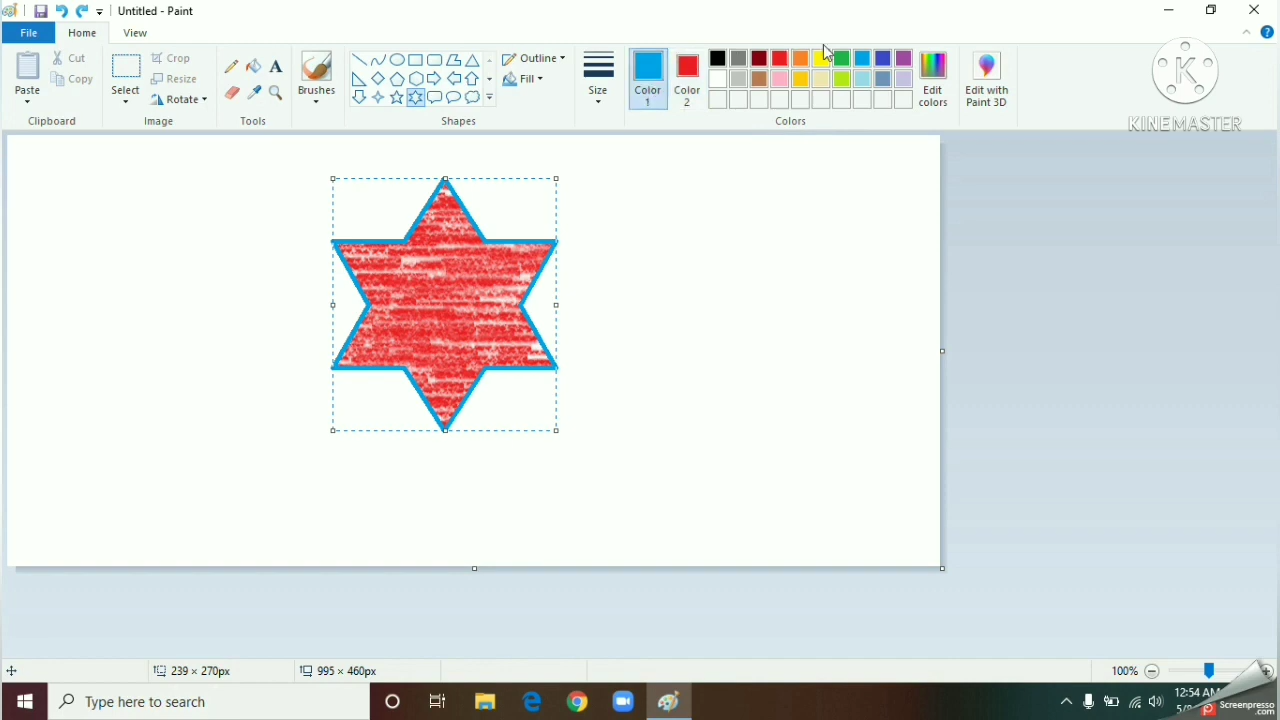 Untitled - Paint
File
Home
View
Paste
Cut
Copy
Clipboard
Select
Crop
Resize
Rotate
Image
A
Tools
Brushes
Outline
Fill
Shapes
Size
Color
1
Color
2
Edit
colors
Colors
Edit with
Paint 3D
K
KINEMASTER
239 × 270px
995 × 460px
100%
Type here to search
12:54 AM
Screenpresso
.com